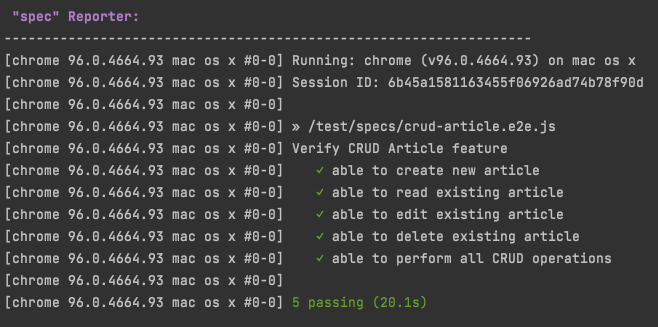 "spec" Reporter:
------------------------------------------------------------------
[chrome 96.0.4664.93 mac os x #0-0] Running: chrome (v96.0.4664.93) on mac os x
[chrome 96.0.4664.93 mac os x #0-0] Session ID: 6b45a1581163455f06926ad74b78f90d
[chrome 96.0.4664.93 mac os x #0-0]
[chrome 96.0.4664.93 mac os x #0-0] » /test/specs/crud-article.e2e.js
[chrome 96.0.4664.93 mac os x #0-0] Verify CRUD Article feature
[chrome 96.0.4664.93 mac os x #0-0]    ✓ able to create new article
[chrome 96.0.4664.93 mac os x #0-0]    ✓ able to read existing article
[chrome 96.0.4664.93 mac os x #0-0]    ✓ able to edit existing article
[chrome 96.0.4664.93 mac os x #0-0]    ✓ able to delete existing article
[chrome 96.0.4664.93 mac os x #0-0]    ✓ able to perform all CRUD operations
[chrome 96.0.4664.93 mac os x #0-0]
[chrome 96.0.4664.93 mac os x #0-0] 5 passing (20.1s)